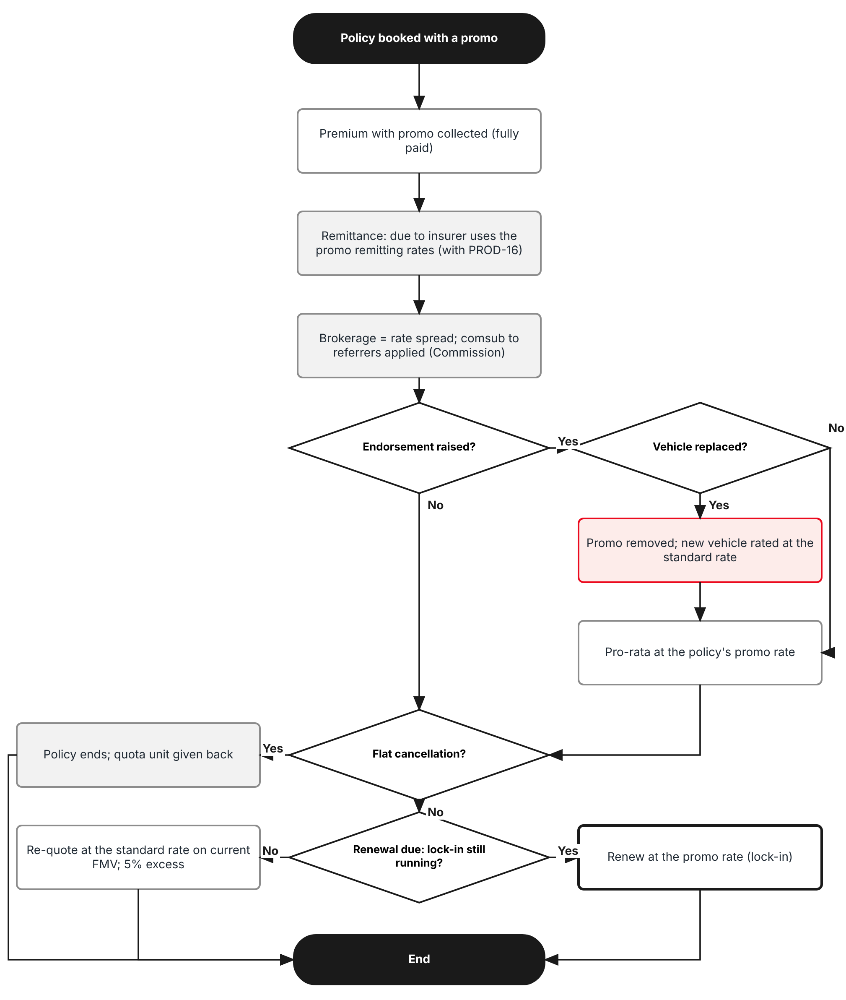 Policy booked with a promo
Premium with promo collected (fully
paid)
Remittance: due to insurer uses the
promo remitting rates (with PROD-16)
Brokerage = rate spread; comsub to
referrers applied (Commission)
Endorsement raised?
Yes
Vehicle replaced?
No
No
Yes
Promo removed; new vehicle rated at the
standard rate
Pro-rata at the policy's promo rate
Policy ends; quota unit given back
Yes
Flat cancellation?
No
Re-quote at the standard rate on current
FMV; 5% excess
No
Renewal due: lock-in still
running?
Yes
Renew at the promo rate (lock-in)
End